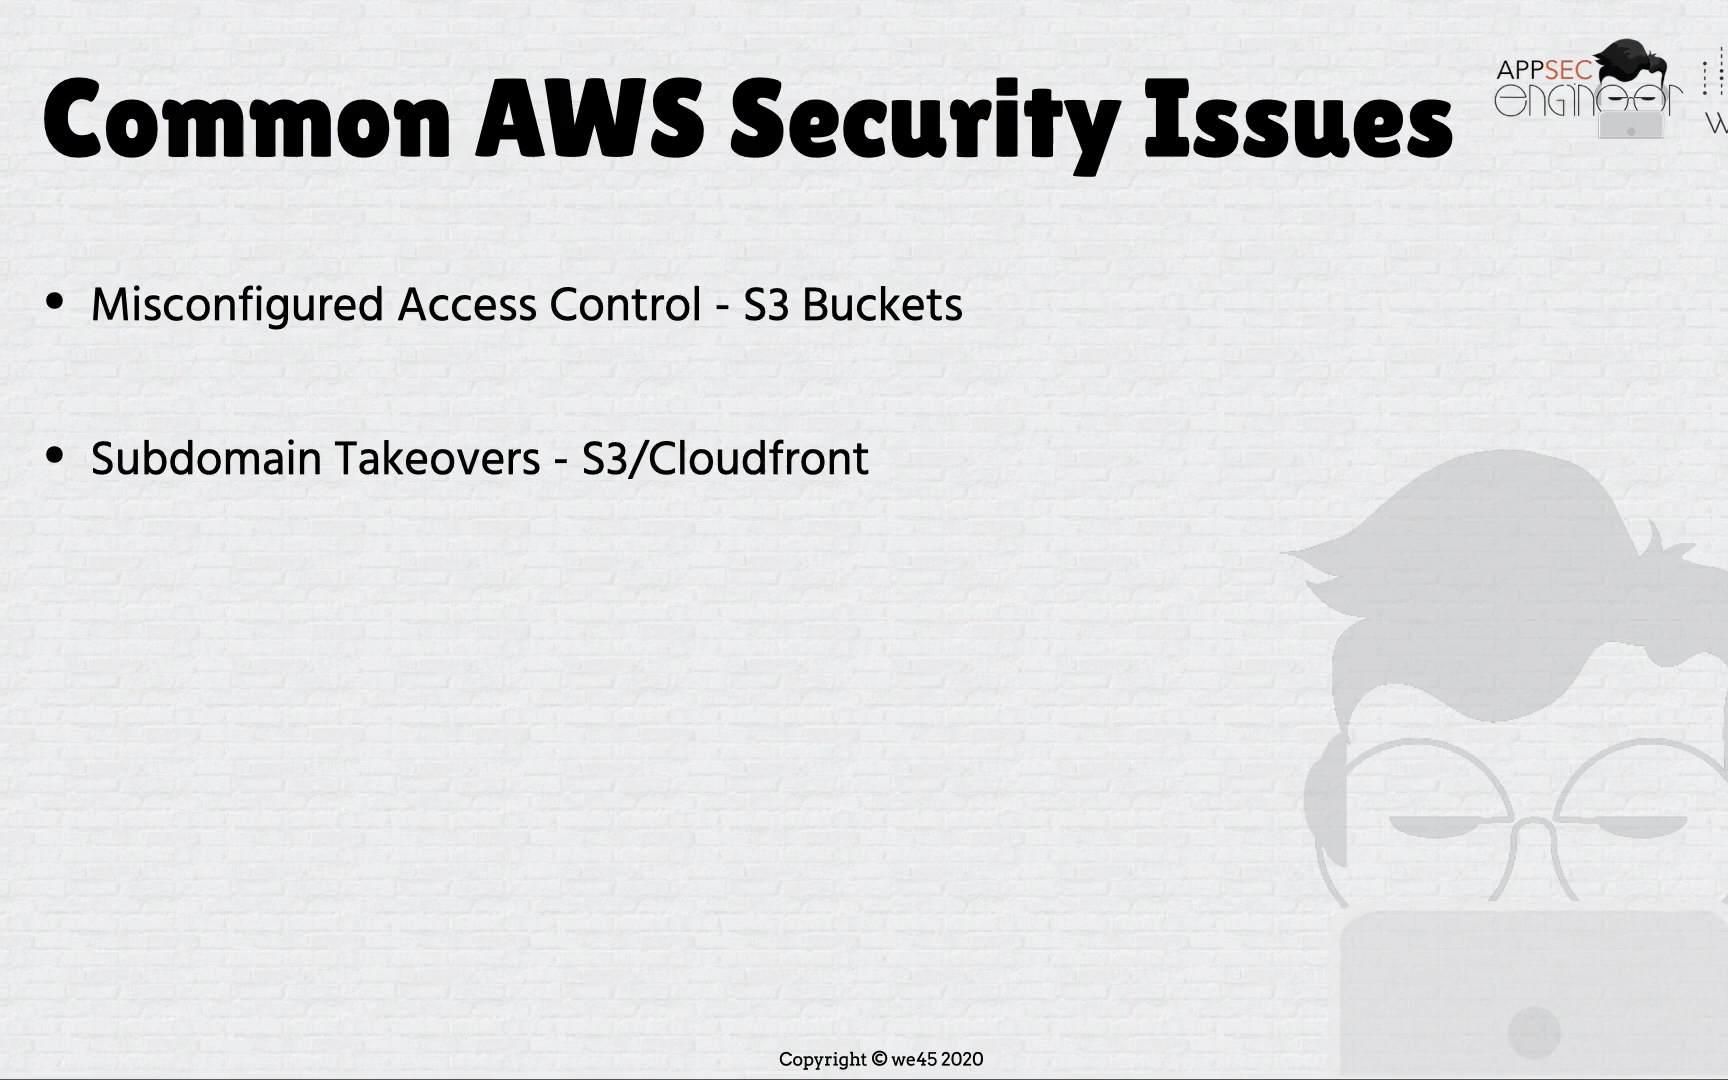 Common AWS Security Issues
APPSEC
engineer
• Misconfigured Access Control - S3 Buckets
• Subdomain Takeovers - S3/Cloudfront
Copyright © we45 2020